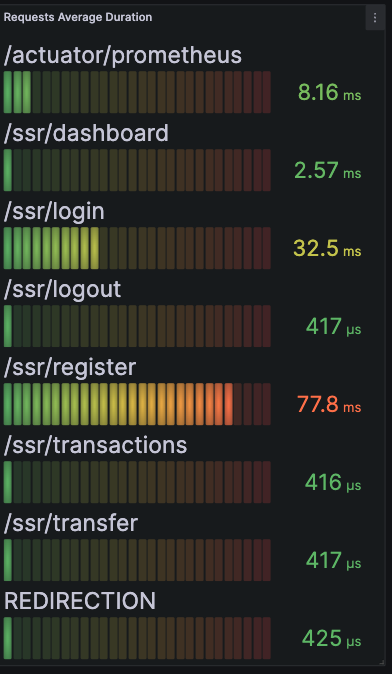 Requests Average Duration
/actuator/prometheus
8.16 ms
/ssr/dashboard
2.57 ms
/ssr/login
32.5 ms
/ssr/logout
417 µs
/ssr/register
77.8 ms
/ssr/transactions
416 µs
/ssr/transfer
417 µs
REDIRECTION
425 µs